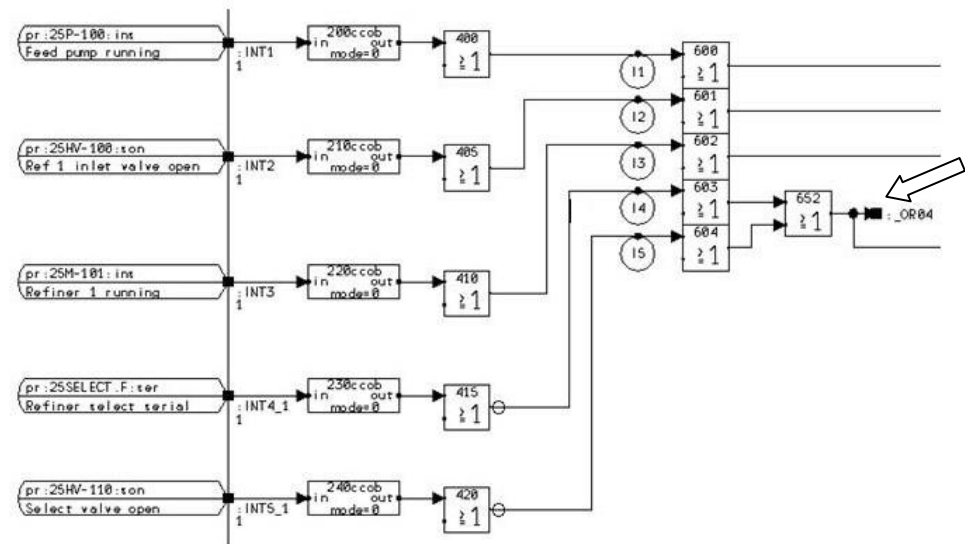 pr:25P-100:ins
Feed pump running
:INT1
1
200ccob
in out
mode=0
400
≥1
I1
600
≥1
pr:25HV-100:son
Ref 1 inlet valve open
:INT2
1
210ccob
in out
mode=0
405
≥1
I2
601
≥1
pr:25M-101:ins
Refiner 1 running
:INT3
1
220ccob
in out
mode=0
410
≥1
I3
602
≥1
pr:25SELECT.F:ser
Refiner select serial
:INT4_1
1
230ccob
in out
mode=0
415
≥1
I4
603
≥1
pr:25HV-110:son
Select valve open
:INT5_1
1
240ccob
in out
mode=0
420
≥1
I5
604
≥1
652
≥1
:_OR04